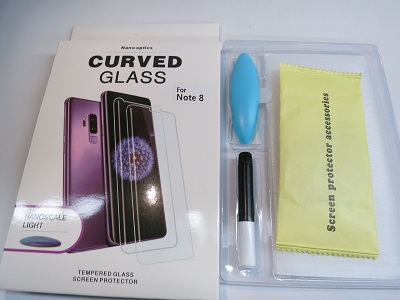 Nano optics
CURVED
GLASS
For
Note 8
NANOSCALE
LIGHT
TEMPERED GLASS
SCREEN PROTECTOR
Screen protector accessories